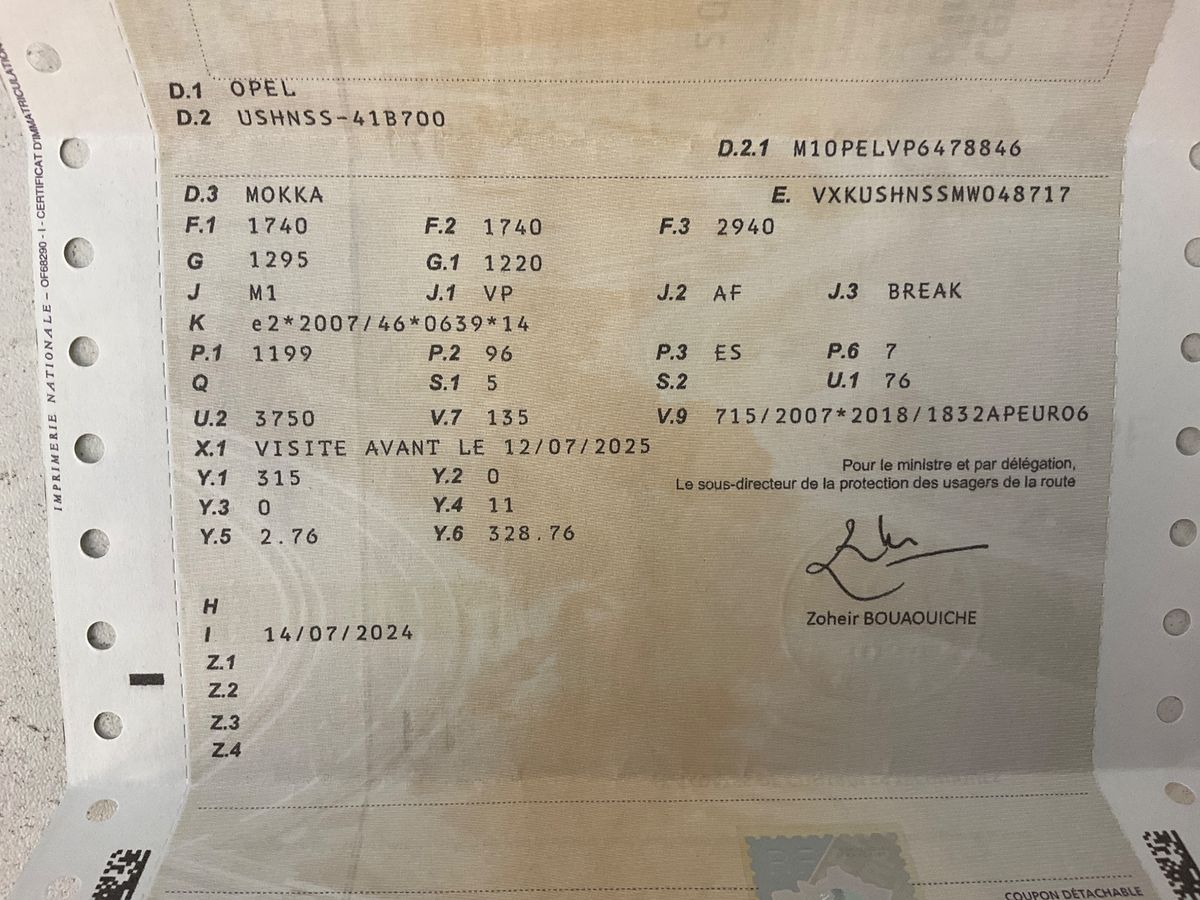 D.1 OPEL
D.2 USHNSS-41B700
D.2.1 M10PELVP6478846
D.3 MOKKA E. VXKUSHNSSMW048717
F.1 1740 F.2 1740 F.3 2940
G 1295 G.1 1220
J M1 J.1 VP J.2 AF J.3 BREAK
K e2*2007/46*0639*14
P.1 1199 P.2 96 P.3 ES P.6 7
Q S.1 5 S.2 U.1 76
U.2 3750 V.7 135 V.9 715/2007*2018/1832APEURO6
X.1 VISITE AVANT LE 12/07/2025
Y.1 315 Y.2 0
Y.3 0 Y.4 11
Y.5 2.76 Y.6 328.76
Pour le ministre et par délégation,
Le sous-directeur de la protection des usagers de la route
Zoheir BOUAOUICHE
H
I 14/07/2024
Z.1
Z.2
Z.3
Z.4
COUPON DÉTACHABLE
IMPRIMERIE NATIONALE – OF68290 - I - CERTIFICAT D'IMMATRICULATION